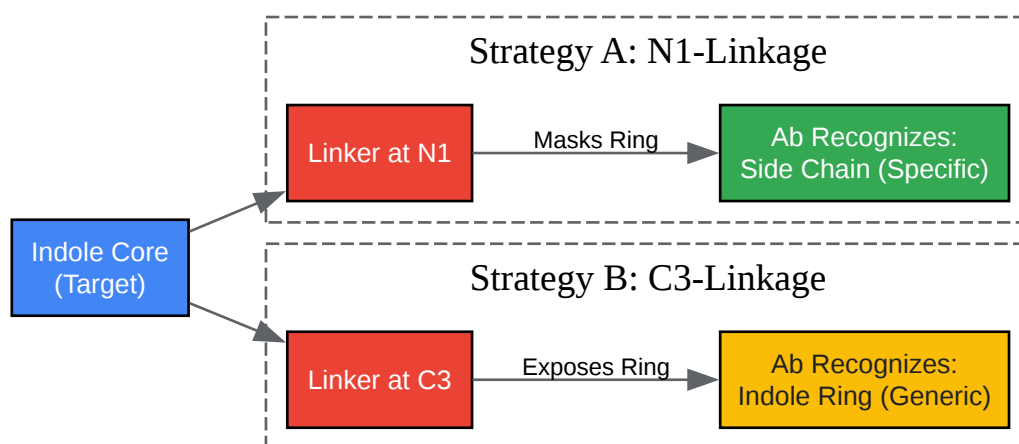 Strategy A: N1-Linkage
Linker at N1
Masks Ring
Ab Recognizes:
Side Chain (Specific)
Indole Core
(Target)
Strategy B: C3-Linkage
Linker at C3
Exposes Ring
Ab Recognizes:
Indole Ring (Generic)